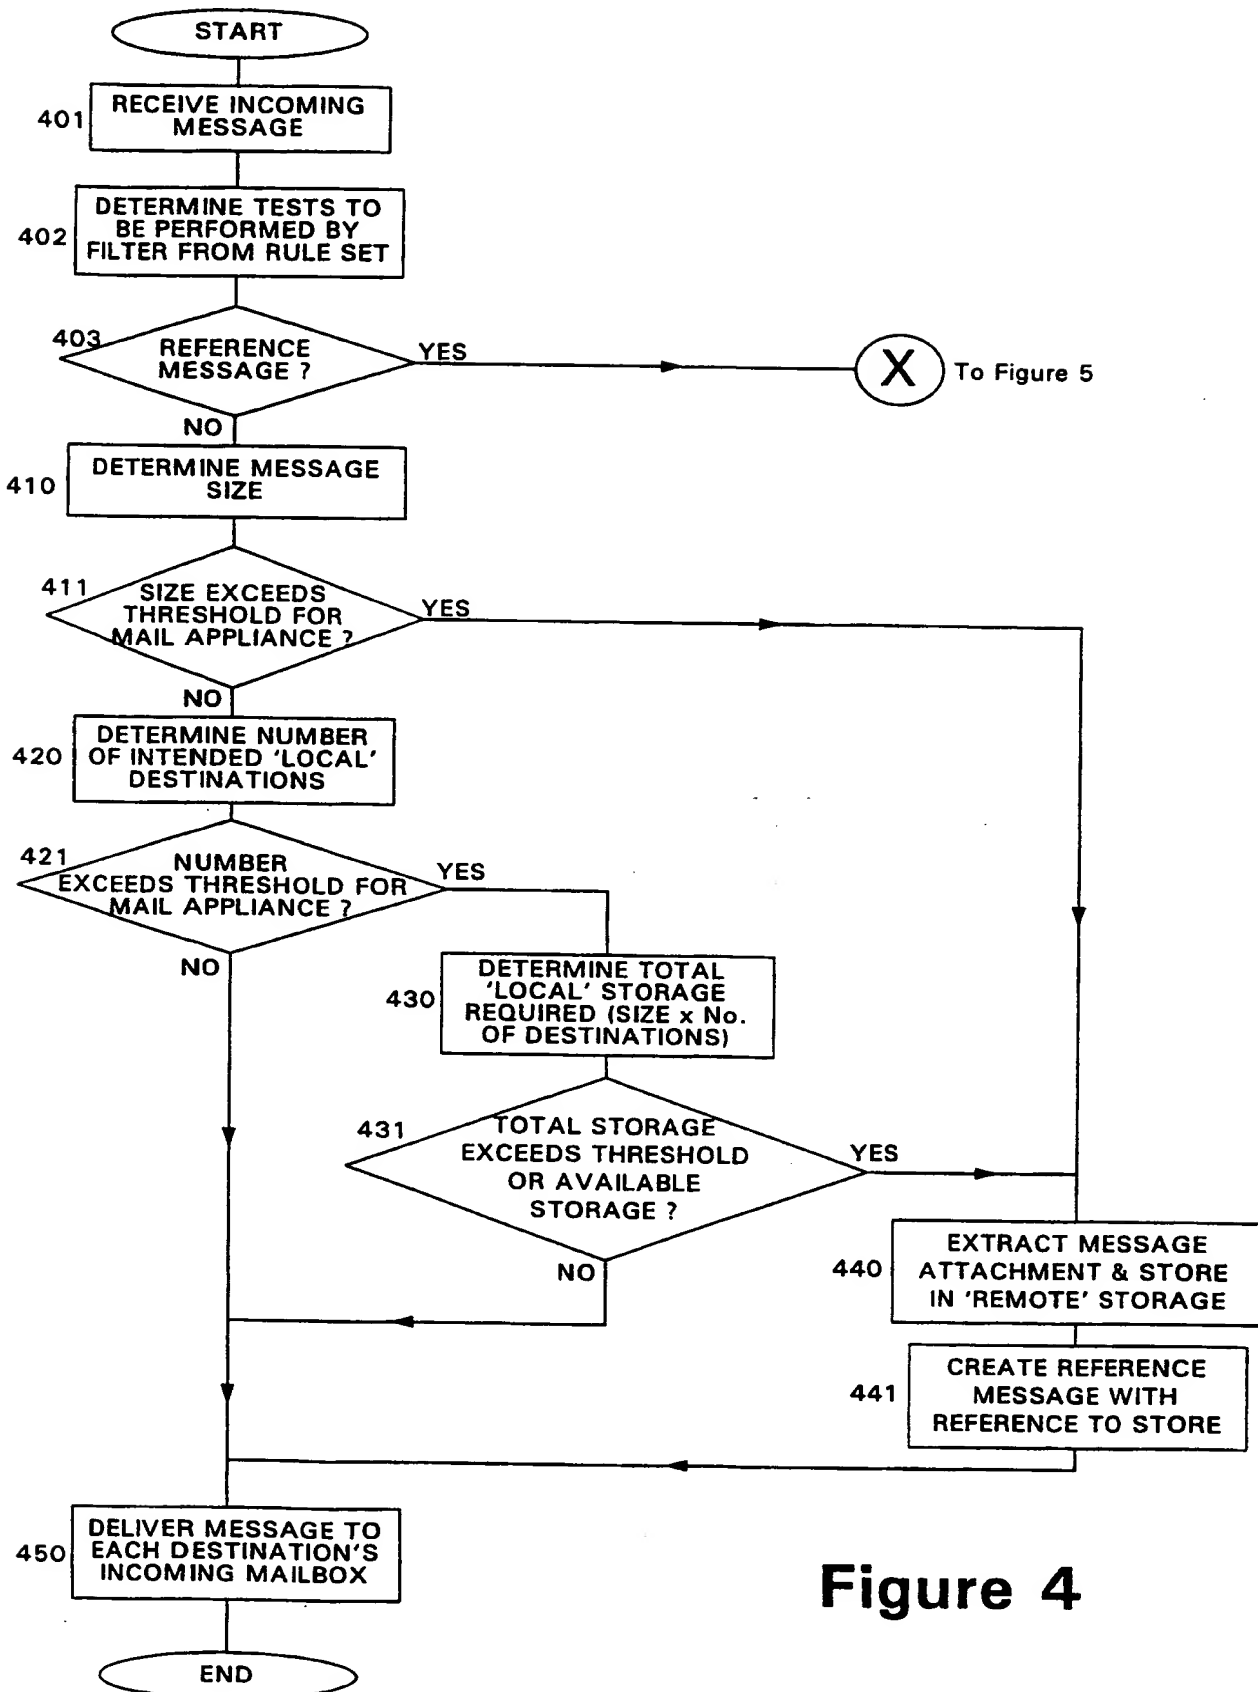 START
401
RECEIVE INCOMING
MESSAGE
402
DETERMINE TESTS TO
BE PERFORMED BY
FILTER FROM RULE SET
403
REFERENCE
MESSAGE ?
YES
X
To Figure 5
NO
410
DETERMINE MESSAGE
SIZE
411
SIZE EXCEEDS
THRESHOLD FOR
MAIL APPLIANCE ?
YES
NO
420
DETERMINE NUMBER
OF INTENDED 'LOCAL'
DESTINATIONS
421
NUMBER
EXCEEDS THRESHOLD FOR
MAIL APPLIANCE ?
YES
NO
430
DETERMINE TOTAL
'LOCAL' STORAGE
REQUIRED (SIZE x No.
OF DESTINATIONS)
431
TOTAL STORAGE
EXCEEDS THRESHOLD
OR AVAILABLE
STORAGE ?
YES
NO
440
EXTRACT MESSAGE
ATTACHMENT & STORE
IN 'REMOTE' STORAGE
441
CREATE REFERENCE
MESSAGE WITH
REFERENCE TO STORE
450
DELIVER MESSAGE TO
EACH DESTINATION'S
INCOMING MAILBOX
Figure 4
END